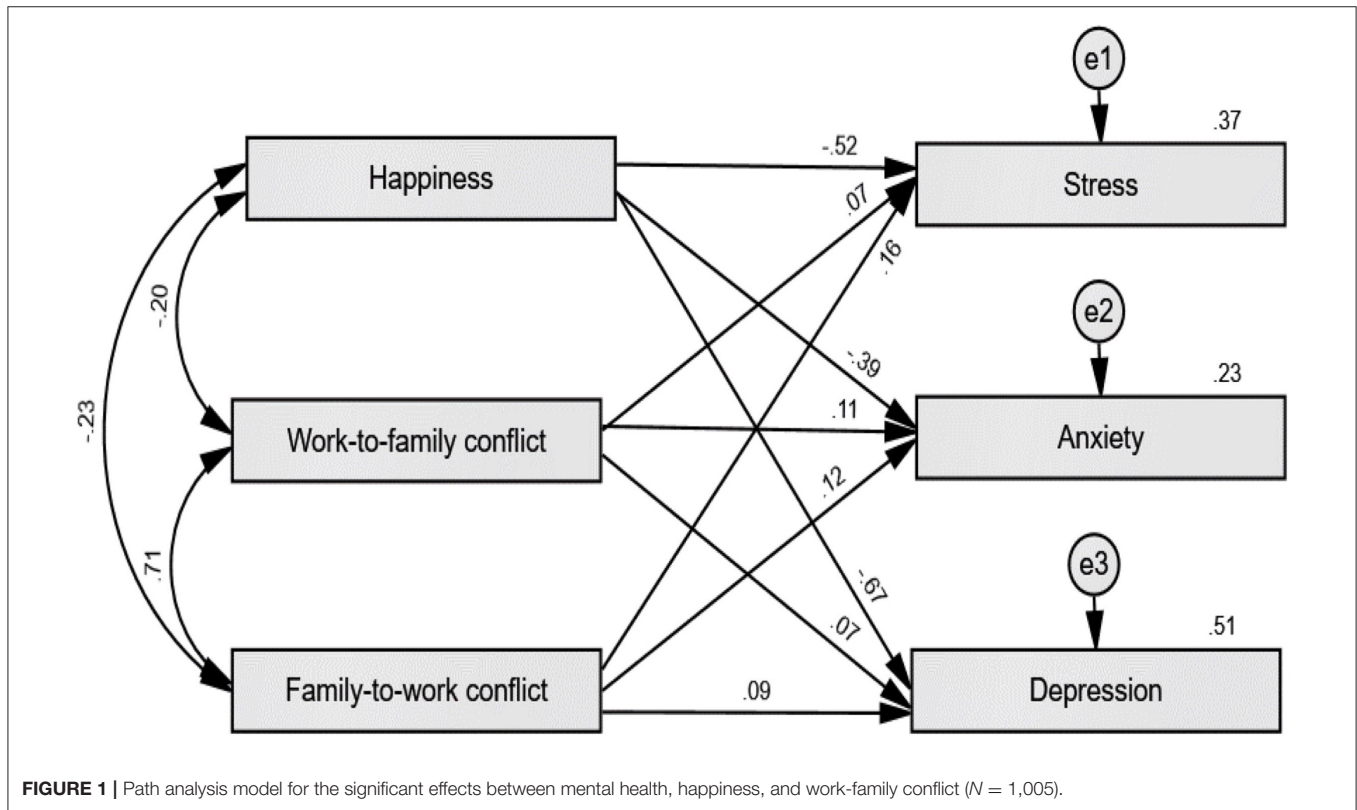 e1
.37
Happiness
-.52
Stress
.07
.16
-.20
e2
-.39
.23
-.23
Work-to-family conflict
.11
Anxiety
.12
.71
e3
-.67
.07
.51
Family-to-work conflict
.09
Depression
FIGURE 1 | Path analysis model for the significant effects between mental health, happiness, and work-family conflict (N = 1,005).